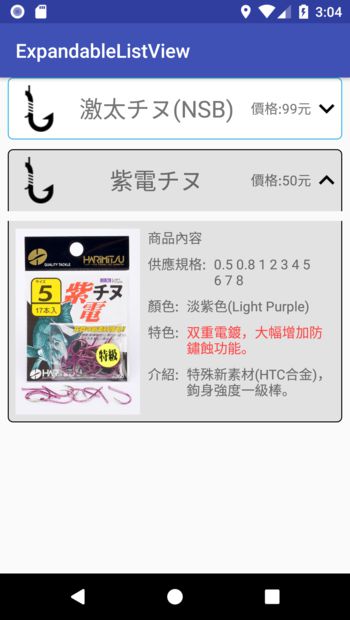 3:04
ExpandableListView
激太チヌ(NSB)
價格:99元
紫電チヌ
價格:50元
商品內容
供應規格: 0.5 0.8 1 2 3 4 5
6 7 8
顏色: 淡紫色(Light Purple)
特色: 双重電鍍，大幅增加防
鏽蝕功能。
介紹: 特殊新素材(HTC合金)，
鉤身強度一級棒。
QUALITY TACKLE
HARIMITSU
サイズ
5
17本入
紫電
チヌ
特級